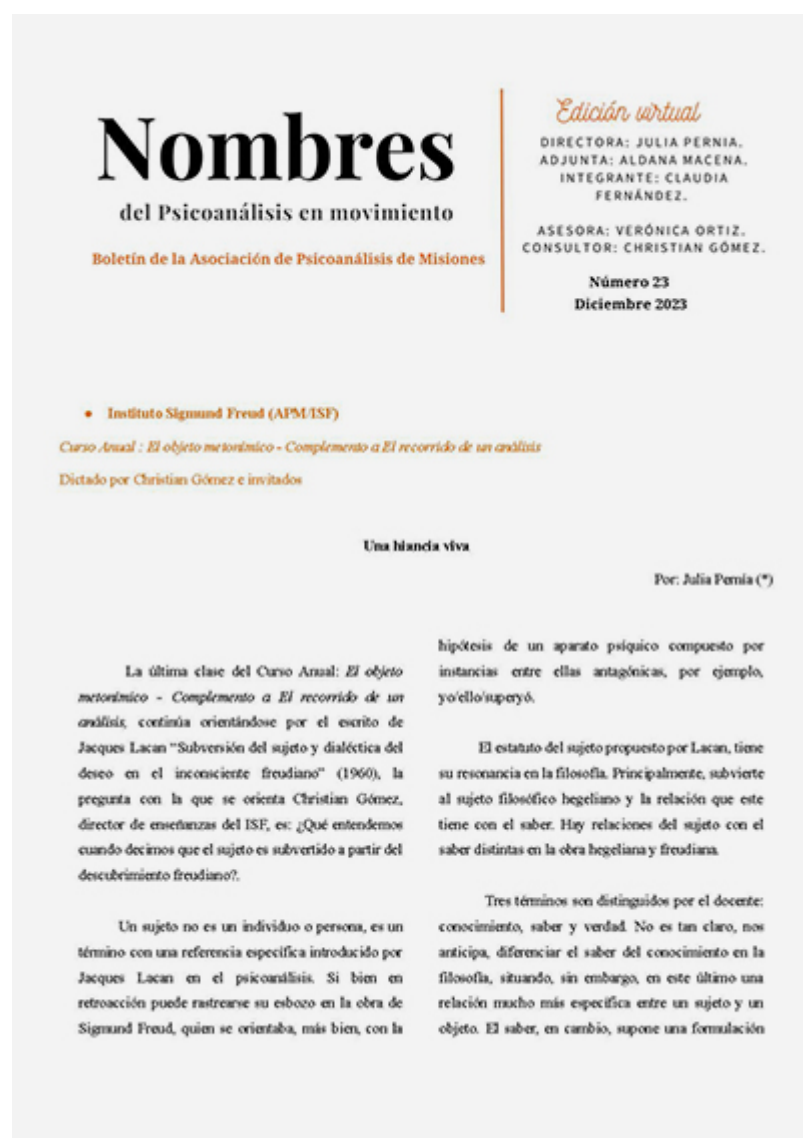 Nombres
del Psicoanálisis en movimiento
Boletín de la Asociación de Psicoanálisis de Misiones
Edición virtual
DIRECTORA: JULIA PERNIA.
ADJUNTA: ALDANA MACENA.
INTEGRANTE: CLAUDIA
FERNÁNDEZ.
ASESORA: VERÓNICA ORTIZ.
CONSULTOR: CHRISTIAN GÓMEZ.
Número 23
Diciembre 2023
• Instituto Sigmund Freud (APM/ISF)
Curso Anual : El objeto metonímico - Complemento a El recorrido de un análisis
Dictado por Christian Gómez e invitados
Una hiancia viva
Por: Julia Pernía (*)
La última clase del Curso Anual: El objeto
metonímico - Complemento a El recorrido de un
análisis, continúa orientándose por el escrito de
Jacques Lacan “Subversión del sujeto y dialéctica del
deseo en el inconsciente freudiano” (1960), la
pregunta con la que se orienta Christian Gómez,
director de enseñanzas del ISF, es: ¿Qué entendemos
cuando decimos que el sujeto es subvertido a partir del
descubrimiento freudiano?.
Un sujeto no es un individuo o persona, es un
término con una referencia específica introducido por
Jacques Lacan en el psicoanálisis. Si bien en
retroacción puede rastrearse su esbozo en la obra de
Sigmund Freud, quien se orientaba, más bien, con la
hipótesis de un aparato psíquico compuesto por
instancias entre ellas antagónicas, por ejemplo,
yo/ello/superyó.
El estatuto del sujeto propuesto por Lacan, tiene
su resonancia en la filosofía. Principalmente, subvierte
al sujeto filosófico hegeliano y la relación que este
tiene con el saber. Hay relaciones del sujeto con el
saber distintas en la obra hegeliana y freudiana.
Tres términos son distinguidos por el docente:
conocimiento, saber y verdad. No es tan claro, nos
anticipa, diferenciar el saber del conocimiento en la
filosofía, situando, sin embargo, en este último una
relación mucho más específica entre un sujeto y un
objeto. El saber, en cambio, supone una formulación